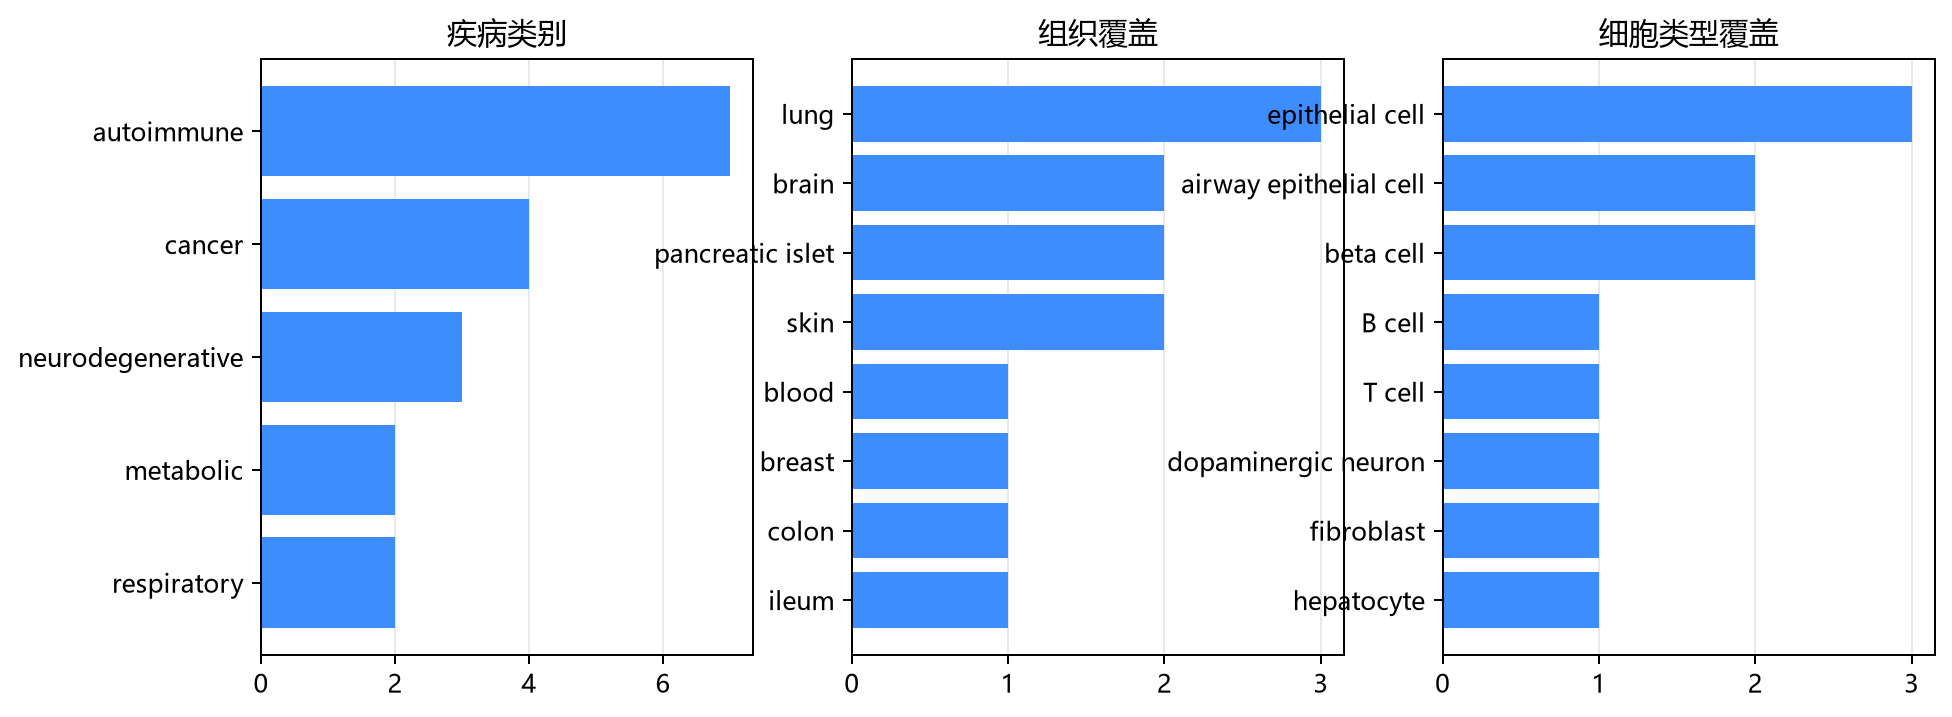 疾病类别
autoimmune
cancer
neurodegenerative
metabolic
respiratory
0 2 4 6
组织覆盖
lung
brain
pancreatic islet
skin
blood
breast
colon
ileum
0 1 2 3
细胞类型覆盖
epithelial cell
airway epithelial cell
beta cell
B cell
T cell
dopaminergic neuron
fibroblast
hepatocyte
0 1 2 3